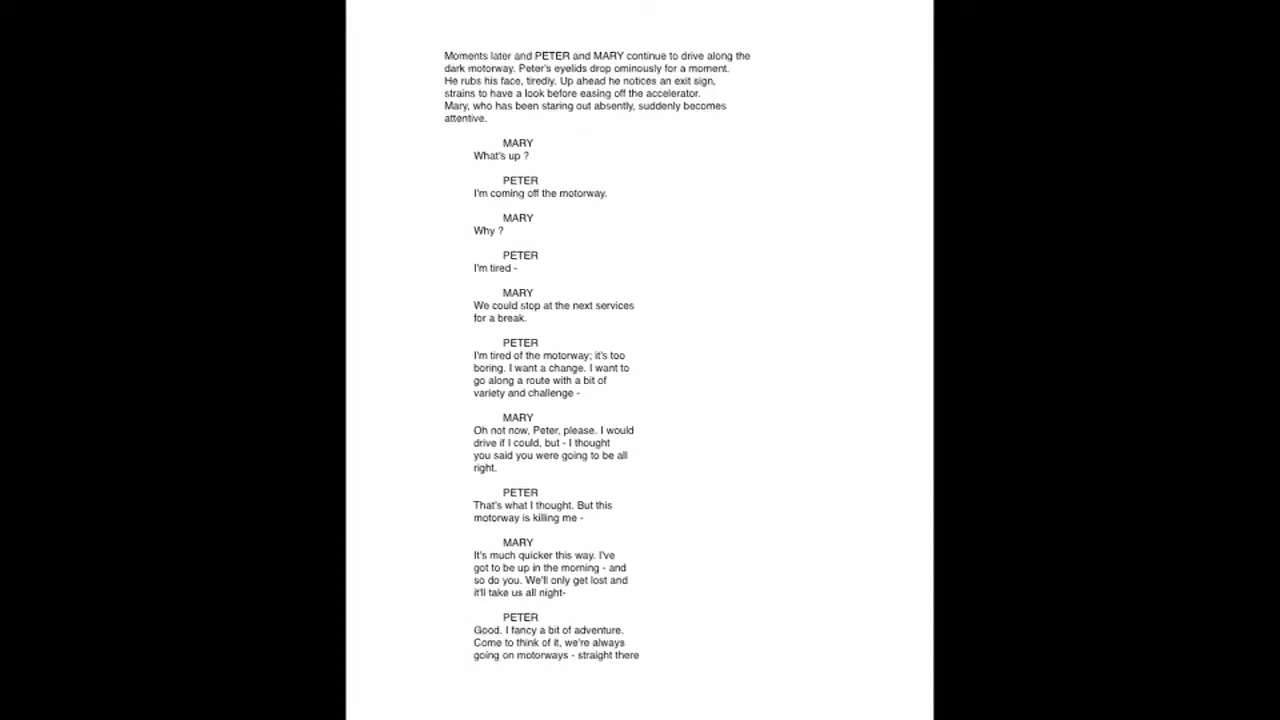 Moments later and PETER and MARY continue to drive along the
dark motorway. Peter's eyelids drop ominously for a moment.
He rubs his face, tiredly. Up ahead he notices an exit sign,
strains to have a look before easing off the accelerator.
Mary, who has been staring out absently, suddenly becomes
attentive.
MARY
What's up ?
PETER
I'm coming off the motorway.
MARY
Why ?
PETER
I'm tired -
MARY
We could stop at the next services
for a break.
PETER
I'm tired of the motorway; it's too
boring. I want a change. I want to
go along a route with a bit of
variety and challenge -
MARY
Oh not now, Peter, please. I would
drive if I could, but - I thought
you said you were going to be all
right.
PETER
That's what I thought. But this
motorway is killing me -
MARY
It's much quicker this way. I've
got to be up in the morning - and
so do you. We'll only get lost and
it'll take us all night-
PETER
Good. I fancy a bit of adventure.
Come to think of it, we're always
going on motorways - straight there